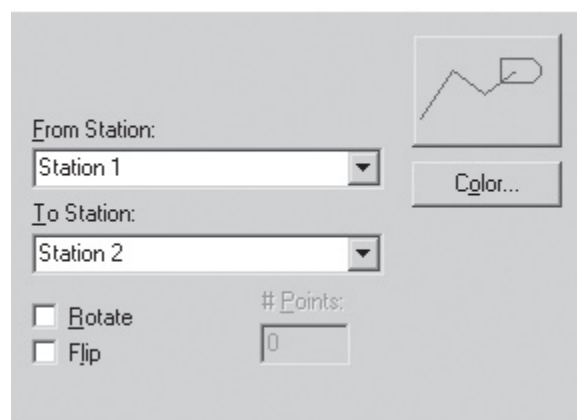 From Station:
Station 1
Color...
To Station:
Station 2
Rotate
# Points:
Flip
0